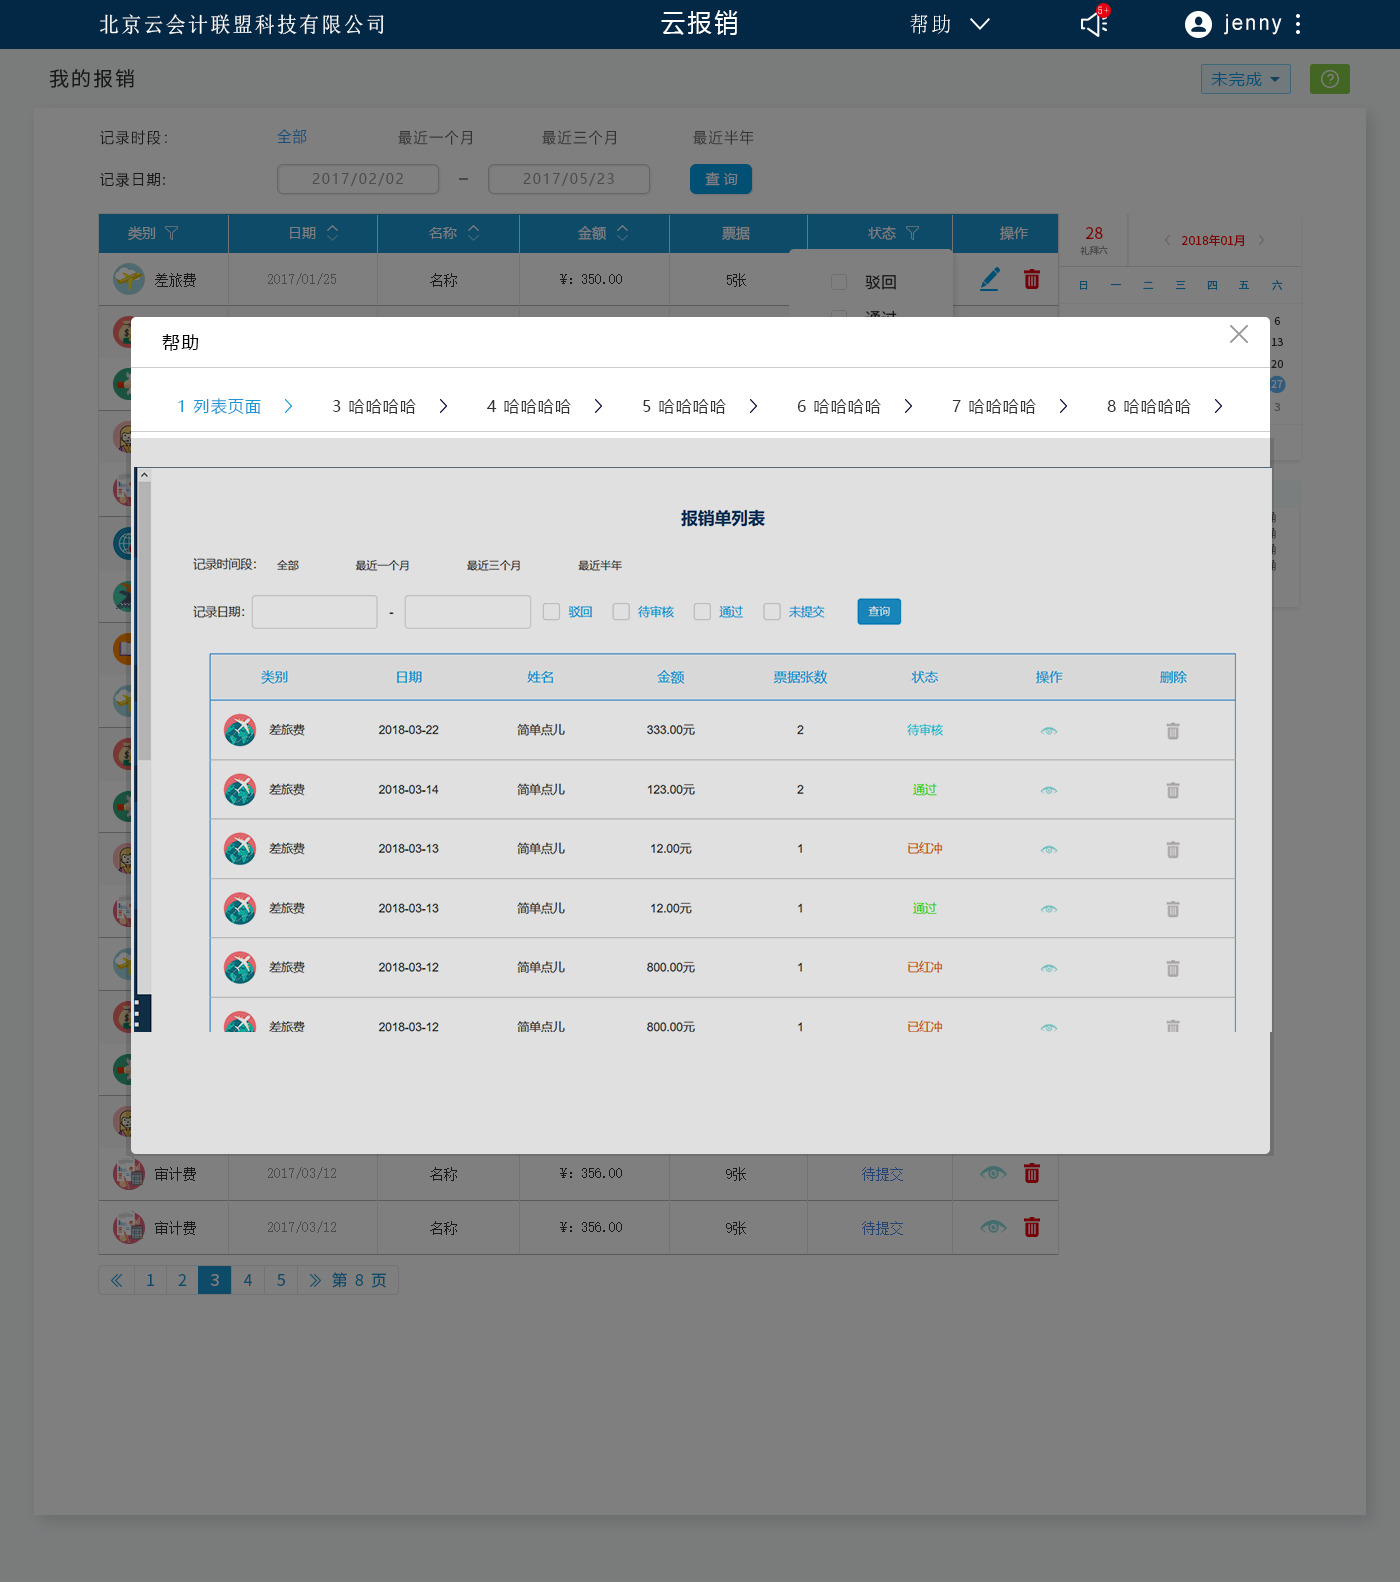 北京云会计联盟科技有限公司 云报销 帮助 5+ jenny
我的报销 未完成
记录时段： 全部 最近一个月 最近三个月 最近半年
记录日期: 2017/02/02 – 2017/05/23 查询
类别 日期 名称 金额 票据 状态 操作 28 礼拜六 2018年01月
日 一 二 三 四 五 六
差旅费 2017/01/25 名称 ¥: 350.00 5张 驳回
通过
6
帮助
13
20
27
1 列表页面 3 哈哈哈哈 4 哈哈哈哈 5 哈哈哈哈 6 哈哈哈哈 7 哈哈哈哈 8 哈哈哈哈 3
报销单列表
记录时间段： 全部 最近一个月 最近三个月 最近半年
记录日期: - 驳回 待审核 通过 未提交 查询
类别 日期 姓名 金额 票据张数 状态 操作 删除
差旅费 2018-03-22 简单点儿 333.00元 2 待审核
差旅费 2018-03-14 简单点儿 123.00元 2 通过
差旅费 2018-03-13 简单点儿 12.00元 1 已红冲
差旅费 2018-03-13 简单点儿 12.00元 1 通过
差旅费 2018-03-12 简单点儿 800.00元 1 已红冲
差旅费 2018-03-12 简单点儿 800.00元 1 已红冲
审计费 2017/03/12 名称 ¥: 356.00 9张 待提交
审计费 2017/03/12 名称 ¥: 356.00 9张 待提交
1 2 3 4 5 第 8 页